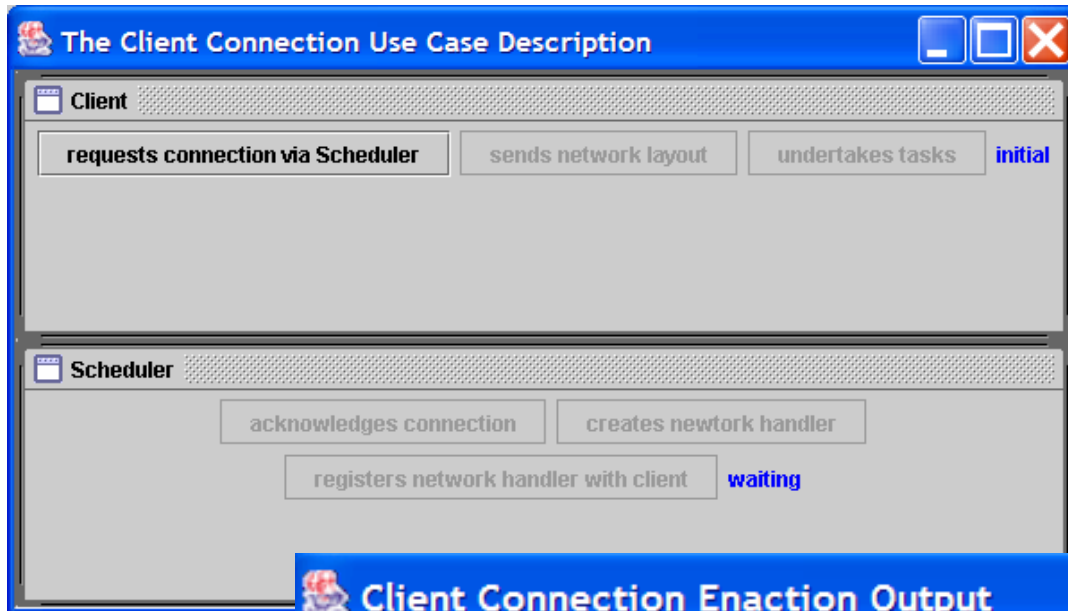 The Client Connection Use Case Description
Client
requests connection via Scheduler sends network layout undertakes tasks initial
Scheduler
acknowledges connection creates newtork handler
registers network handler with client waiting
Client Connection Enaction Output